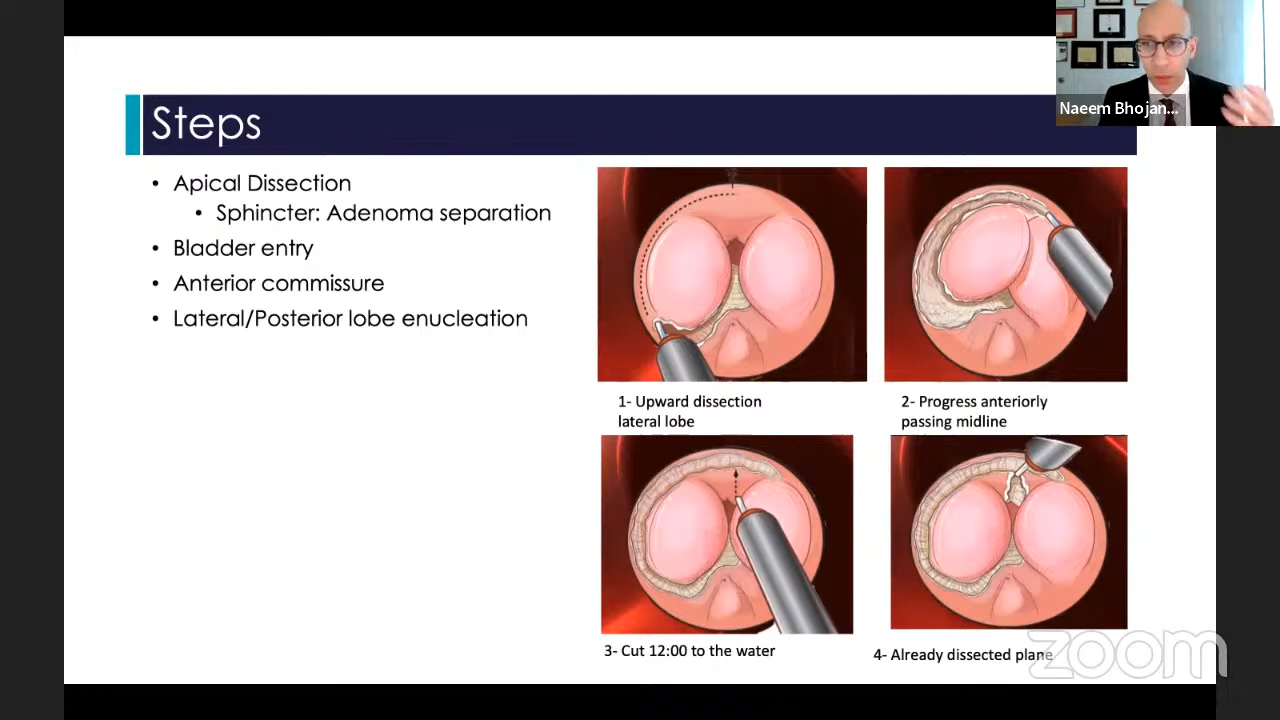 Naeem Bhojan...
Steps
• Apical Dissection
• Sphincter: Adenoma separation
• Bladder entry
• Anterior commissure
• Lateral/Posterior lobe enucleation
1- Upward dissection
lateral lobe
2- Progress anteriorly
passing midline
3- Cut 12:00 to the water
4- Already dissected plane
zoom